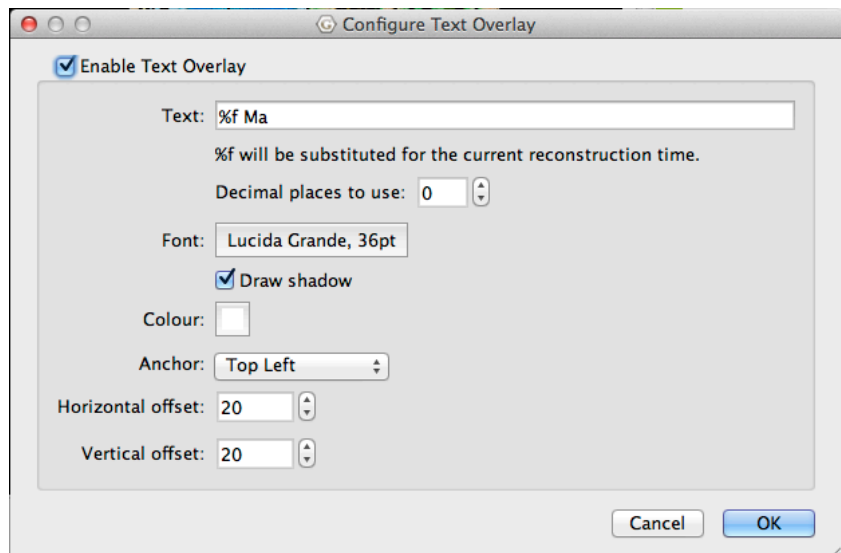 Configure Text Overlay
Enable Text Overlay
Text: %f Ma
%f will be substituted for the current reconstruction time.
Decimal places to use: 0
Font: Lucida Grande, 36pt
Draw shadow
Colour:
Anchor: Top Left
Horizontal offset: 20
Vertical offset: 20
Cancel OK